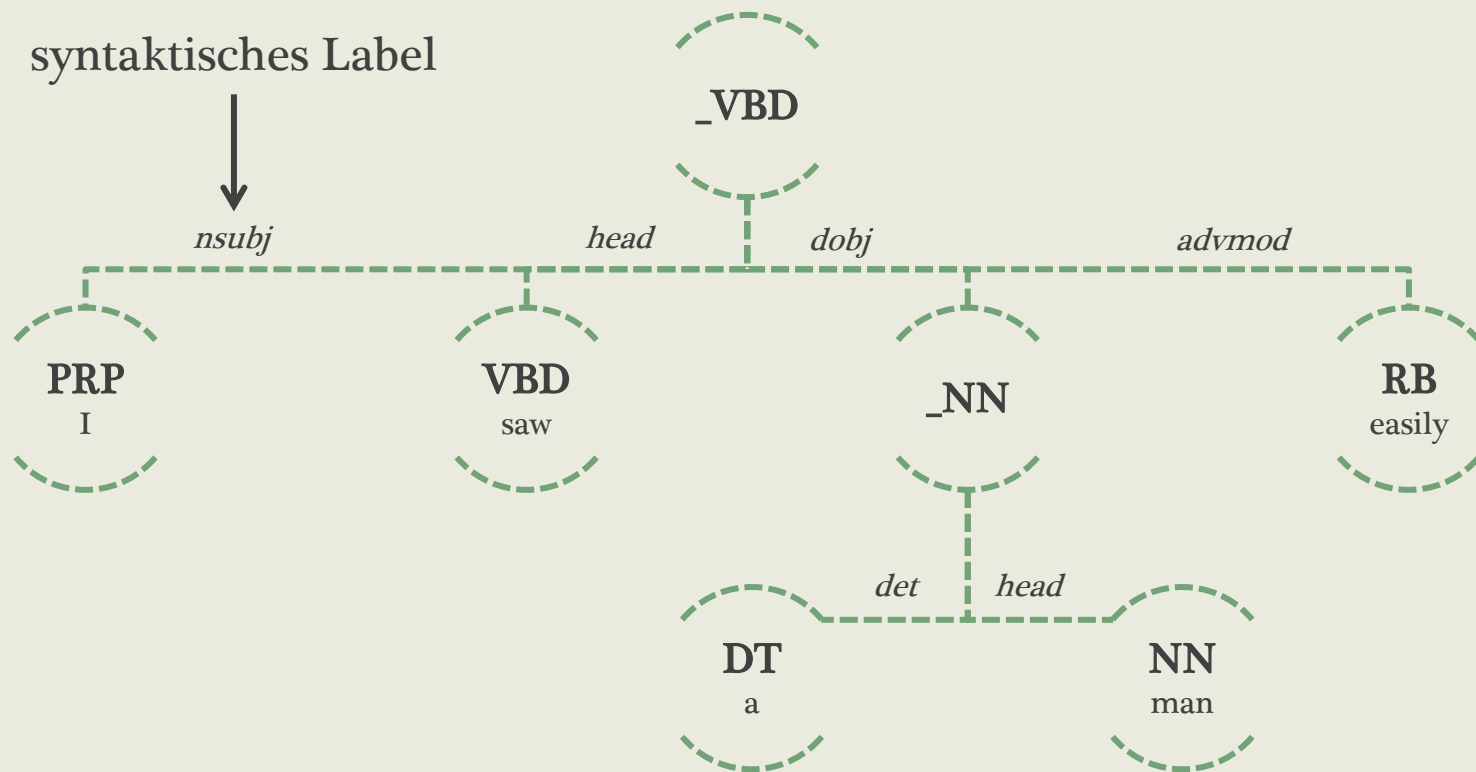 syntaktisches Label
_VBD
nsubj
head
dobj
advmod
PRP
I
VBD
saw
_NN
RB
easily
det
head
DT
a
NN
man